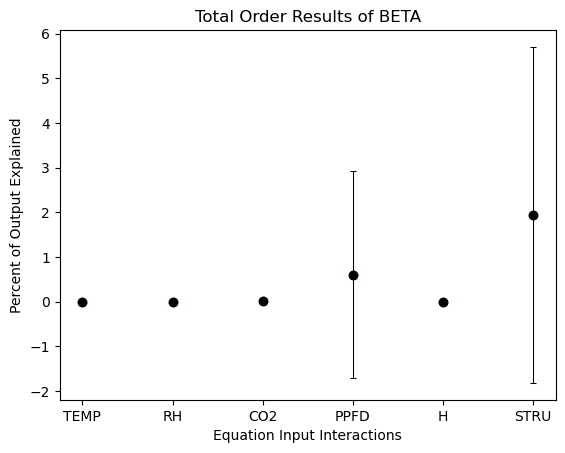 Total Order Results of BETA
Percent of Output Explained
6
5
4
3
2
1
0
−1
−2
TEMP RH CO2 PPFD H STRU
Equation Input Interactions